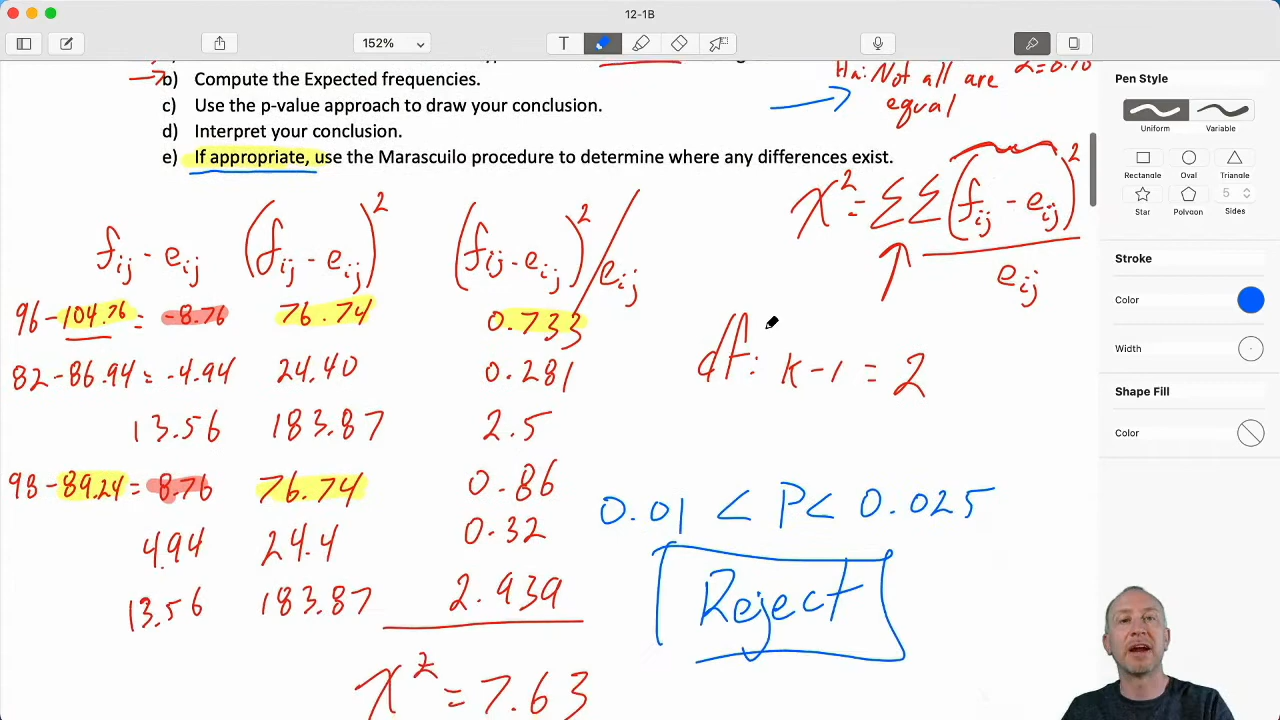 12-1B
152%
T
b) Compute the Expected frequencies.
c) Use the p-value approach to draw your conclusion.
d) Interpret your conclusion.
e) If appropriate, use the Marascuilo procedure to determine where any differences exist.
Ha: Not all are
equal
α = 0.10
χ² = ΣΣ (fij - eij)²
eij
fij - eij (fij - eij)² (fij - eij)² / eij
96 - 104.76 = -8.76 76.74 0.733
82 - 86.94 = -4.94 24.40 0.281
13.56 183.87 2.5
98 - 89.24 = 8.76 76.74 0.86
4.94 24.4 0.32
13.56 183.87 2.939
χ² = 7.63
df: k - 1 = 2
0.01 < P < 0.025
Reject
Pen Style
Uniform Variable
Rectangle Oval Triangle
5
Star Polygon Sides
Stroke
Color
Width
Shape Fill
Color